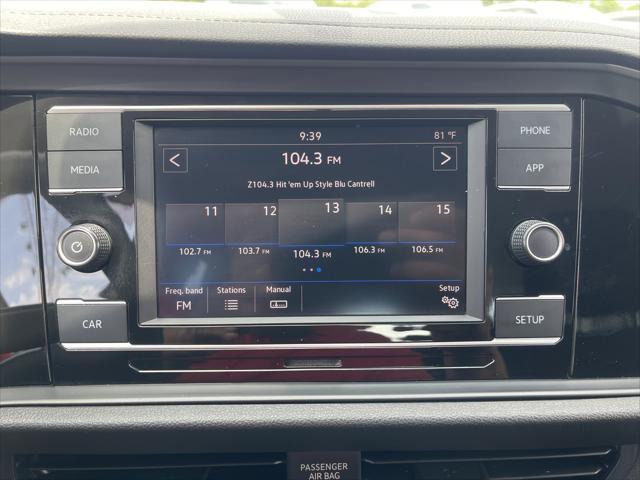 RADIO
MEDIA
CAR
9:39
81 °F
104.3 FM
Z104.3 Hit 'em Up Style Blu Cantrell
11 12 13 14 15
102.7 FM 103.7 FM 104.3 FM 106.3 FM 106.5 FM
Freq. band Stations Manual Setup
FM
PHONE
APP
SETUP
PASSENGER
AIR BAG